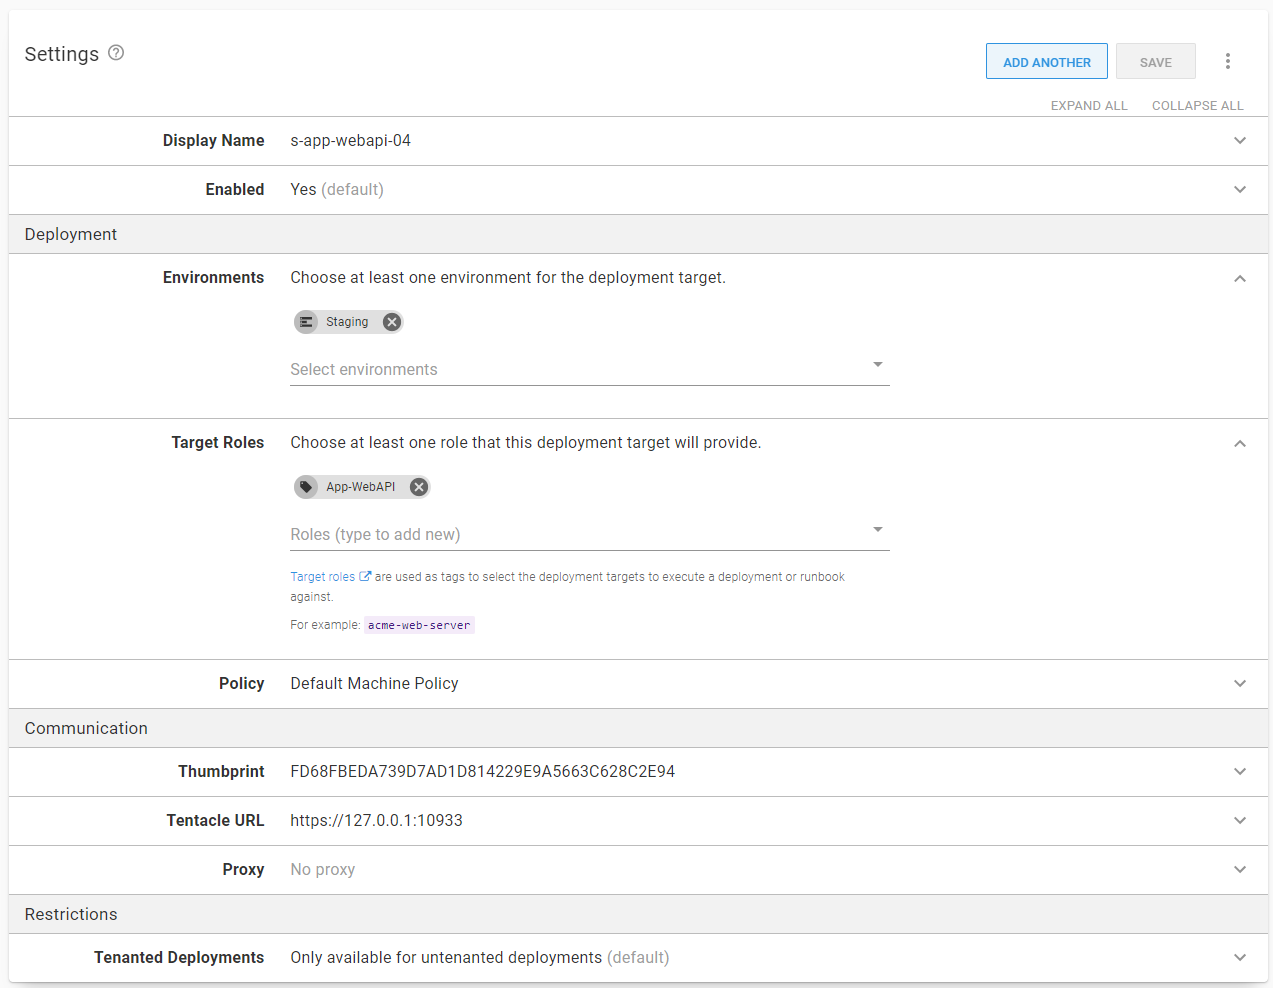 Settings
ADD ANOTHER
SAVE
EXPAND ALL
COLLAPSE ALL
Display Name s-app-webapi-04
Enabled Yes (default)
Deployment
Environments Choose at least one environment for the deployment target.
Staging
Select environments
Target Roles Choose at least one role that this deployment target will provide.
App-WebAPI
Roles (type to add new)
Target roles are used as tags to select the deployment targets to execute a deployment or runbook
against.
For example: acme-web-server
Policy Default Machine Policy
Communication
Thumbprint FD68FBEDA739D7AD1D814229E9A5663C628C2E94
Tentacle URL https://127.0.0.1:10933
Proxy No proxy
Restrictions
Tenanted Deployments Only available for untenanted deployments (default)